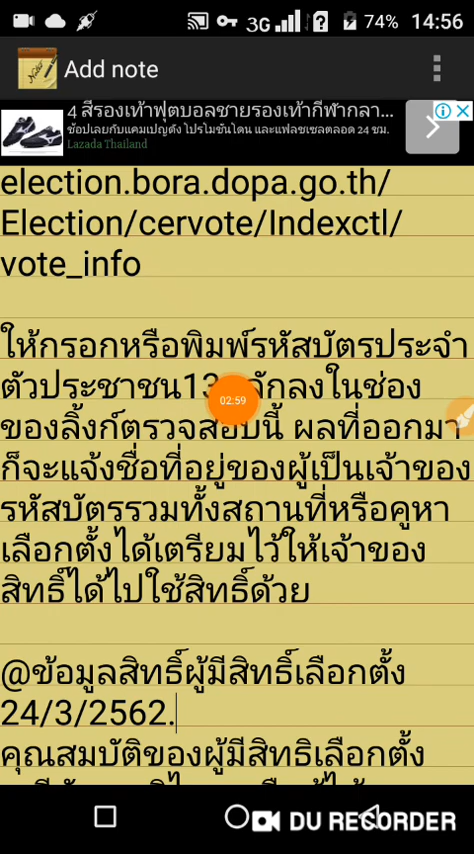 3G 74% 14:56
Add note
4 สีรองเท้าฟุตบอลชายรองเท้ากีฬากลา...
ช้อปเลยกับแคมเปญดัง โปรโมชั่นโดน และแฟลชเซลตลอด 24 ชม.
Lazada Thailand
election.bora.dopa.go.th/
Election/cervote/Indexctl/
vote_info
ให้กรอกหรือพิมพ์รหัสบัตรประจำ
ตัวประชาชน13 ลักลงในช่อง
02:59
ของลิ้งก์ตรวจสอบนี้ ผลที่ออกมา
ก็จะแจ้งชื่อที่อยู่ของผู้เป็นเจ้าของ
รหัสบัตรรวมทั้งสถานที่หรือคูหา
เลือกตั้งได้เตรียมไว้ให้เจ้าของ
สิทธิ์ได้ไปใช้สิทธิ์ด้วย
@ข้อมูลสิทธิ์ผู้มีสิทธิ์เลือกตั้ง
24/3/2562.
คุณสมบัติของผู้มีสิทธิเลือกตั้ง
DU RECORDER